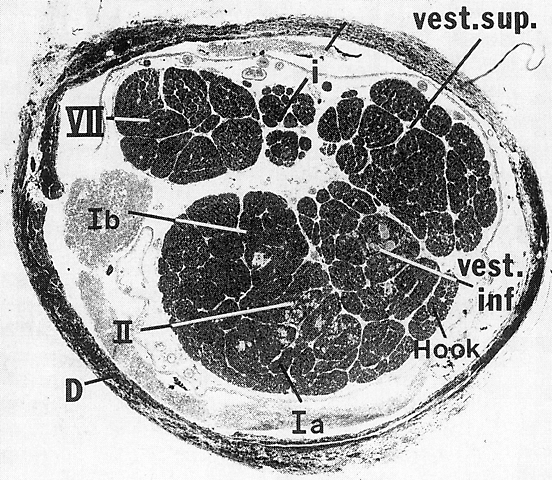 vest.sup.
i
VII
Ib
vest.
inf.
II
Hook
D
Ia